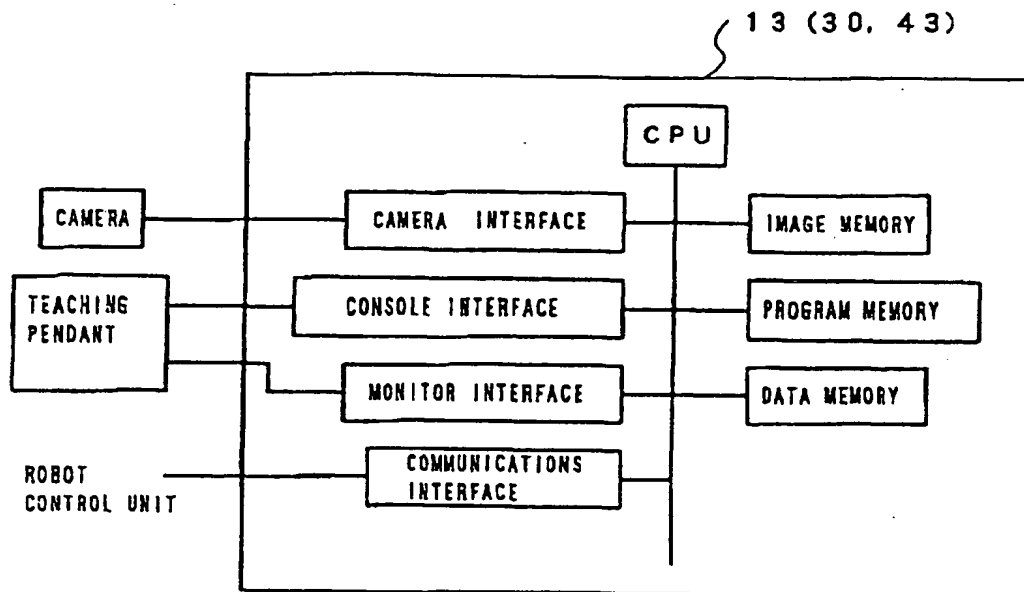 13 (30, 43)
CPU
CAMERA
CAMERA INTERFACE
IMAGE MEMORY
TEACHING
PENDANT
CONSOLE INTERFACE
PROGRAM MEMORY
MONITOR INTERFACE
DATA MEMORY
ROBOT
CONTROL UNIT
COMMUNICATIONS
INTERFACE